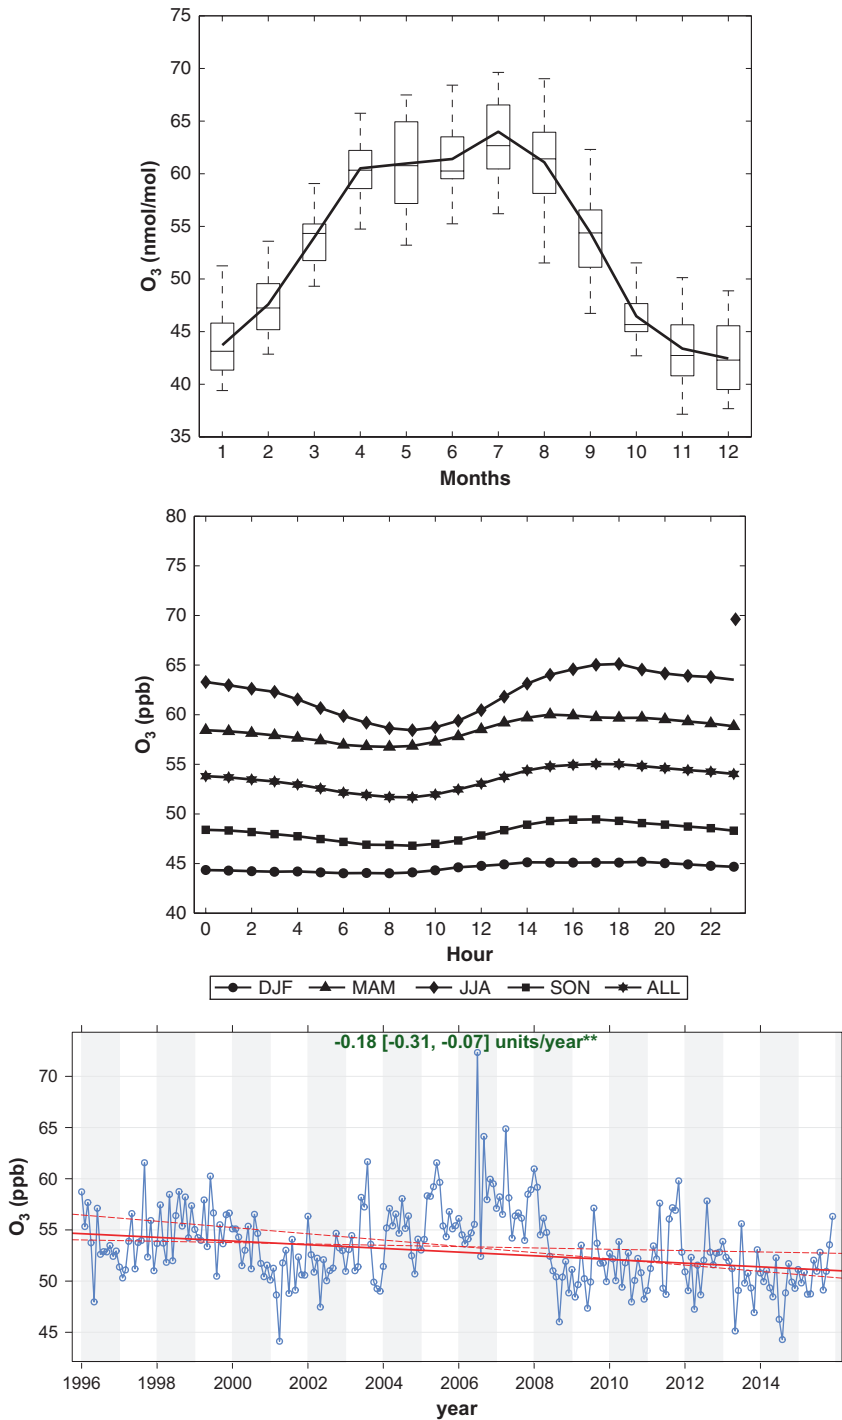 75
70
65
60
55
50
45
40
35
O3 (nmol/mol)
1 2 3 4 5 6 7 8 9 10 11 12
Months
80
75
70
65
60
55
50
45
40
O3 (ppb)
0 2 4 6 8 10 12 14 16 18 20 22
Hour
DJF MAM JJA SON ALL
-0.18 [-0.31, -0.07] units/year**
70
65
60
55
50
45
O3 (ppb)
1996 1998 2000 2002 2004 2006 2008 2010 2012 2014
year